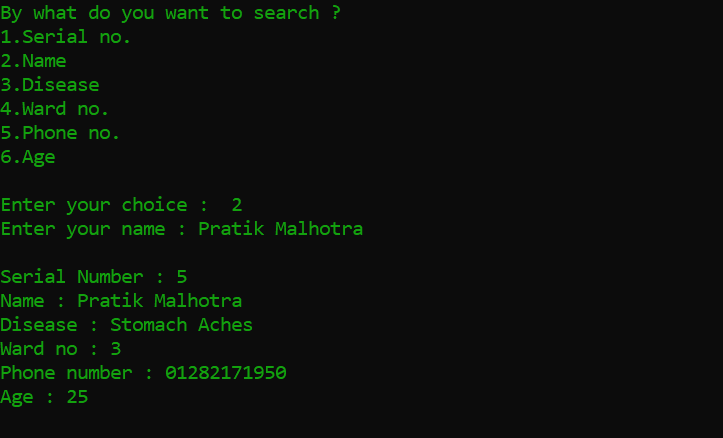 By what do you want to search ?
1.Serial no.
2.Name
3.Disease
4.Ward no.
5.Phone no.
6.Age
Enter your choice :  2
Enter your name : Pratik Malhotra
Serial Number : 5
Name : Pratik Malhotra
Disease : Stomach Aches
Ward no : 3
Phone number : 01282171950
Age : 25